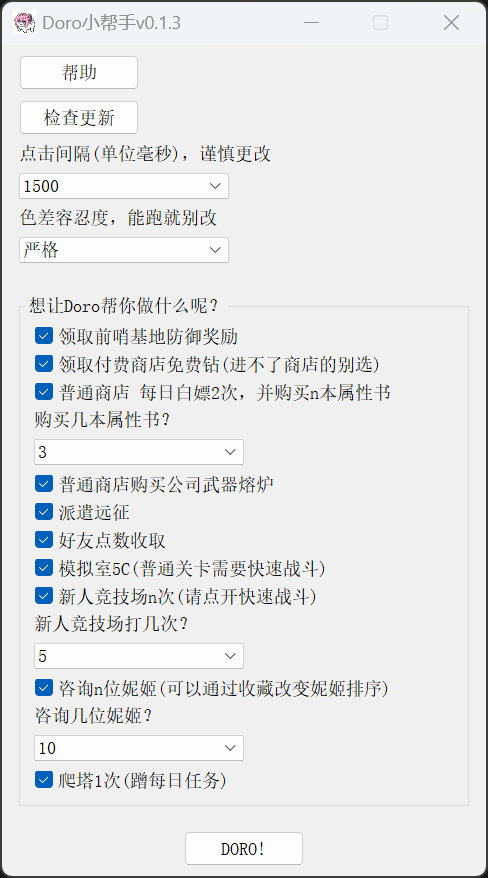 Doro小帮手v0.1.3
帮助
检查更新
点击间隔(单位毫秒)，谨慎更改
1500
色差容忍度，能跑就别改
严格
想让Doro帮你做什么呢？
领取前哨基地防御奖励
领取付费商店免费钻(进不了商店的别选)
普通商店 每日白嫖2次，并购买n本属性书
购买几本属性书？
3
普通商店购买公司武器熔炉
派遣远征
好友点数收取
模拟室5C(普通关卡需要快速战斗)
新人竞技场n次(请点开快速战斗)
新人竞技场打几次？
5
咨询n位妮姬(可以通过收藏改变妮姬排序)
咨询几位妮姬？
10
爬塔1次(蹭每日任务)
DORO!